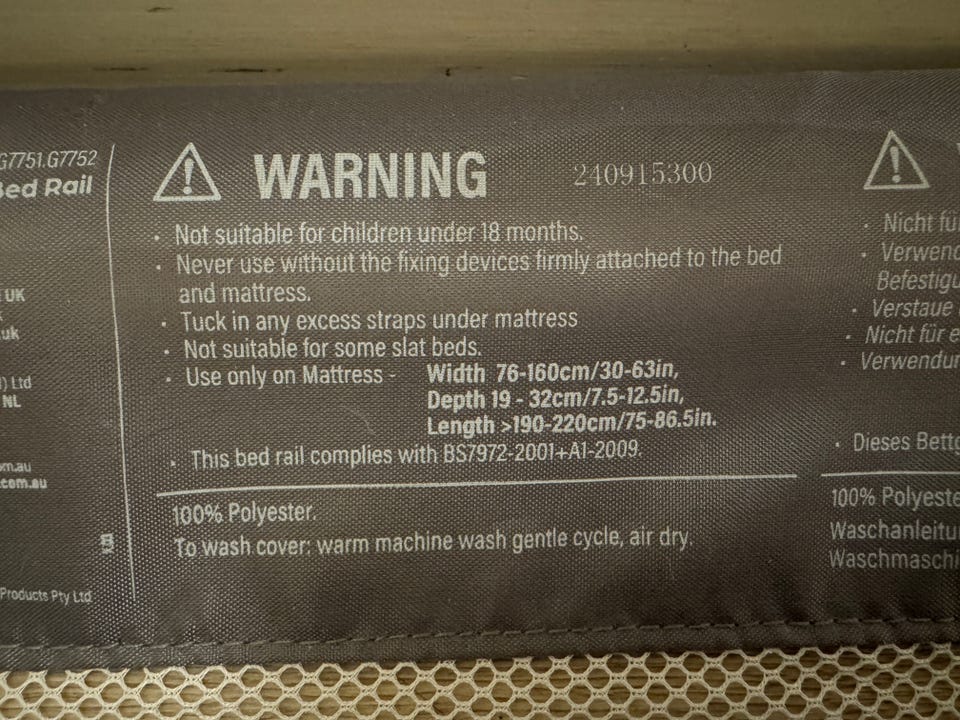 G7751.G7752
Bed Rail
UK
.uk
) Ltd
NL
om.au
.com.au
Products Pty Ltd
WARNING 240915300
· Not suitable for children under 18 months.
· Never use without the fixing devices firmly attached to the bed
and mattress.
· Tuck in any excess straps under mattress
· Not suitable for some slat beds.
· Use only on Mattress - Width 76-160cm/30-63in,
Depth 19 - 32cm/7.5-12.5in,
Length >190-220cm/75-86.5in.
· This bed rail complies with BS7972-2001+A1-2009.
100% Polyester.
To wash cover: warm machine wash gentle cycle, air dry.
· Nicht fü
· Verwend
Befestigu
· Verstaue
· Nicht für e
· Verwendun
· Dieses Bettg
100% Polyeste
Waschanleitu
Waschmaschi